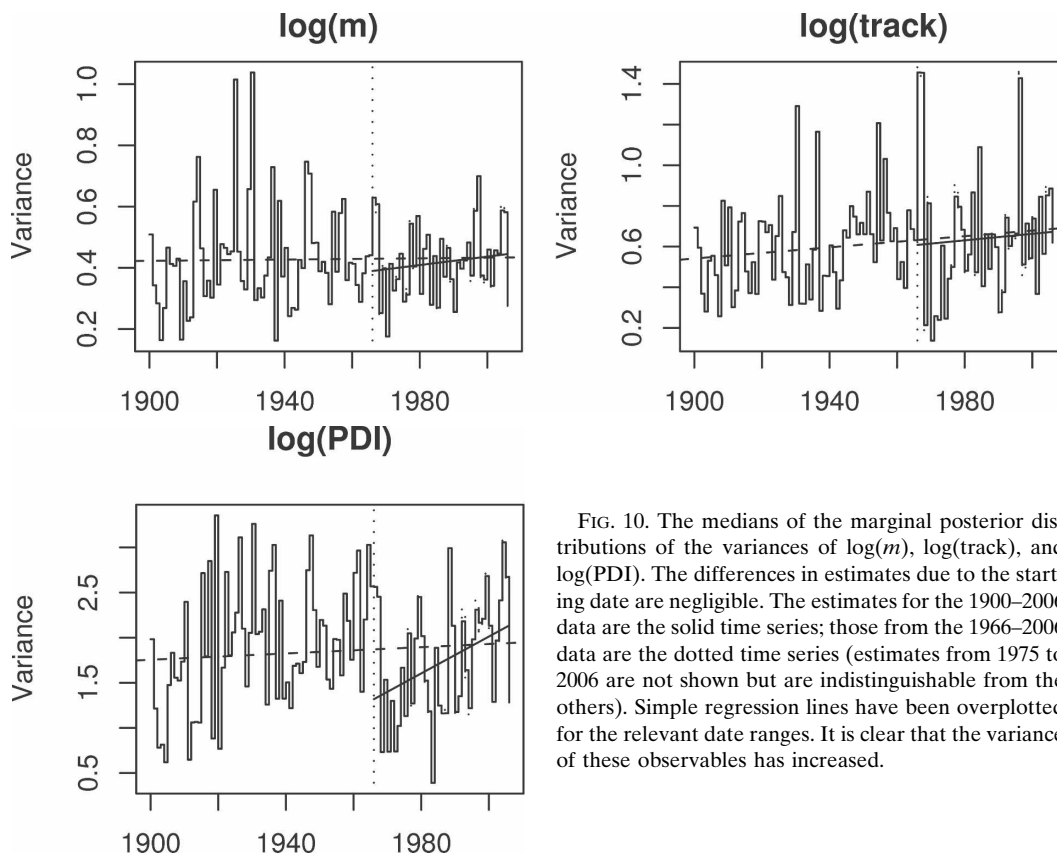 log(m)
Variance
1.0
0.8
0.6
0.4
0.2
1900
1940
1980
log(track)
Variance
1.4
1.0
0.6
0.2
1900
1940
1980
log(PDI)
Variance
2.5
1.5
0.5
1900
1940
1980
FIG. 10. The medians of the marginal posterior dis
tributions of the variances of log(m), log(track), and
log(PDI). The differences in estimates due to the start
ing date are negligible. The estimates for the 1900–2006
data are the solid time series; those from the 1966–2006
data are the dotted time series (estimates from 1975 to
2006 are not shown but are indistinguishable from the
others). Simple regression lines have been overplotted
for the relevant date ranges. It is clear that the variance
of these observables has increased.